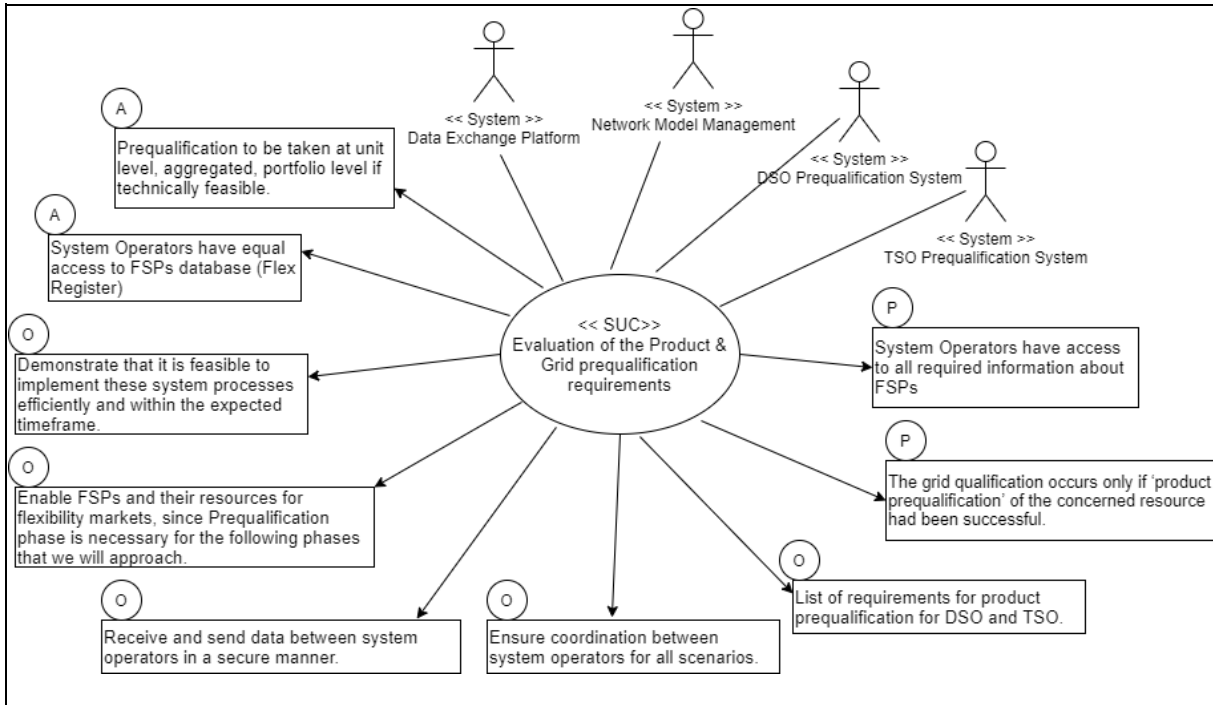 << System >>
Data Exchange Platform
<< System >>
Network Model Management
<< System >>
DSO Prequalification System
<< System >>
TSO Prequalification System
A
Prequalification to be taken at unit
level, aggregated, portfolio level if
technically feasible.
A
System Operators have equal
access to FSPs database (Flex
Register)
O
Demonstrate that it is feasible to
implement these system processes
efficiently and within the expected
timeframe.
O
Enable FSPs and their resources for
flexibility markets, since Prequalification
phase is necessary for the following phases
that we will approach.
O
Receive and send data between system
operators in a secure manner.
<< SUC>>
Evaluation of the Product &
Grid prequalification
requirements
O
Ensure coordination between
system operators for all scenarios.
O
List of requirements for product
prequalification for DSO and TSO.
P
System Operators have access
to all required information about
FSPs
P
The grid qualification occurs only if 'product
prequalification' of the concerned resource
had been successful.